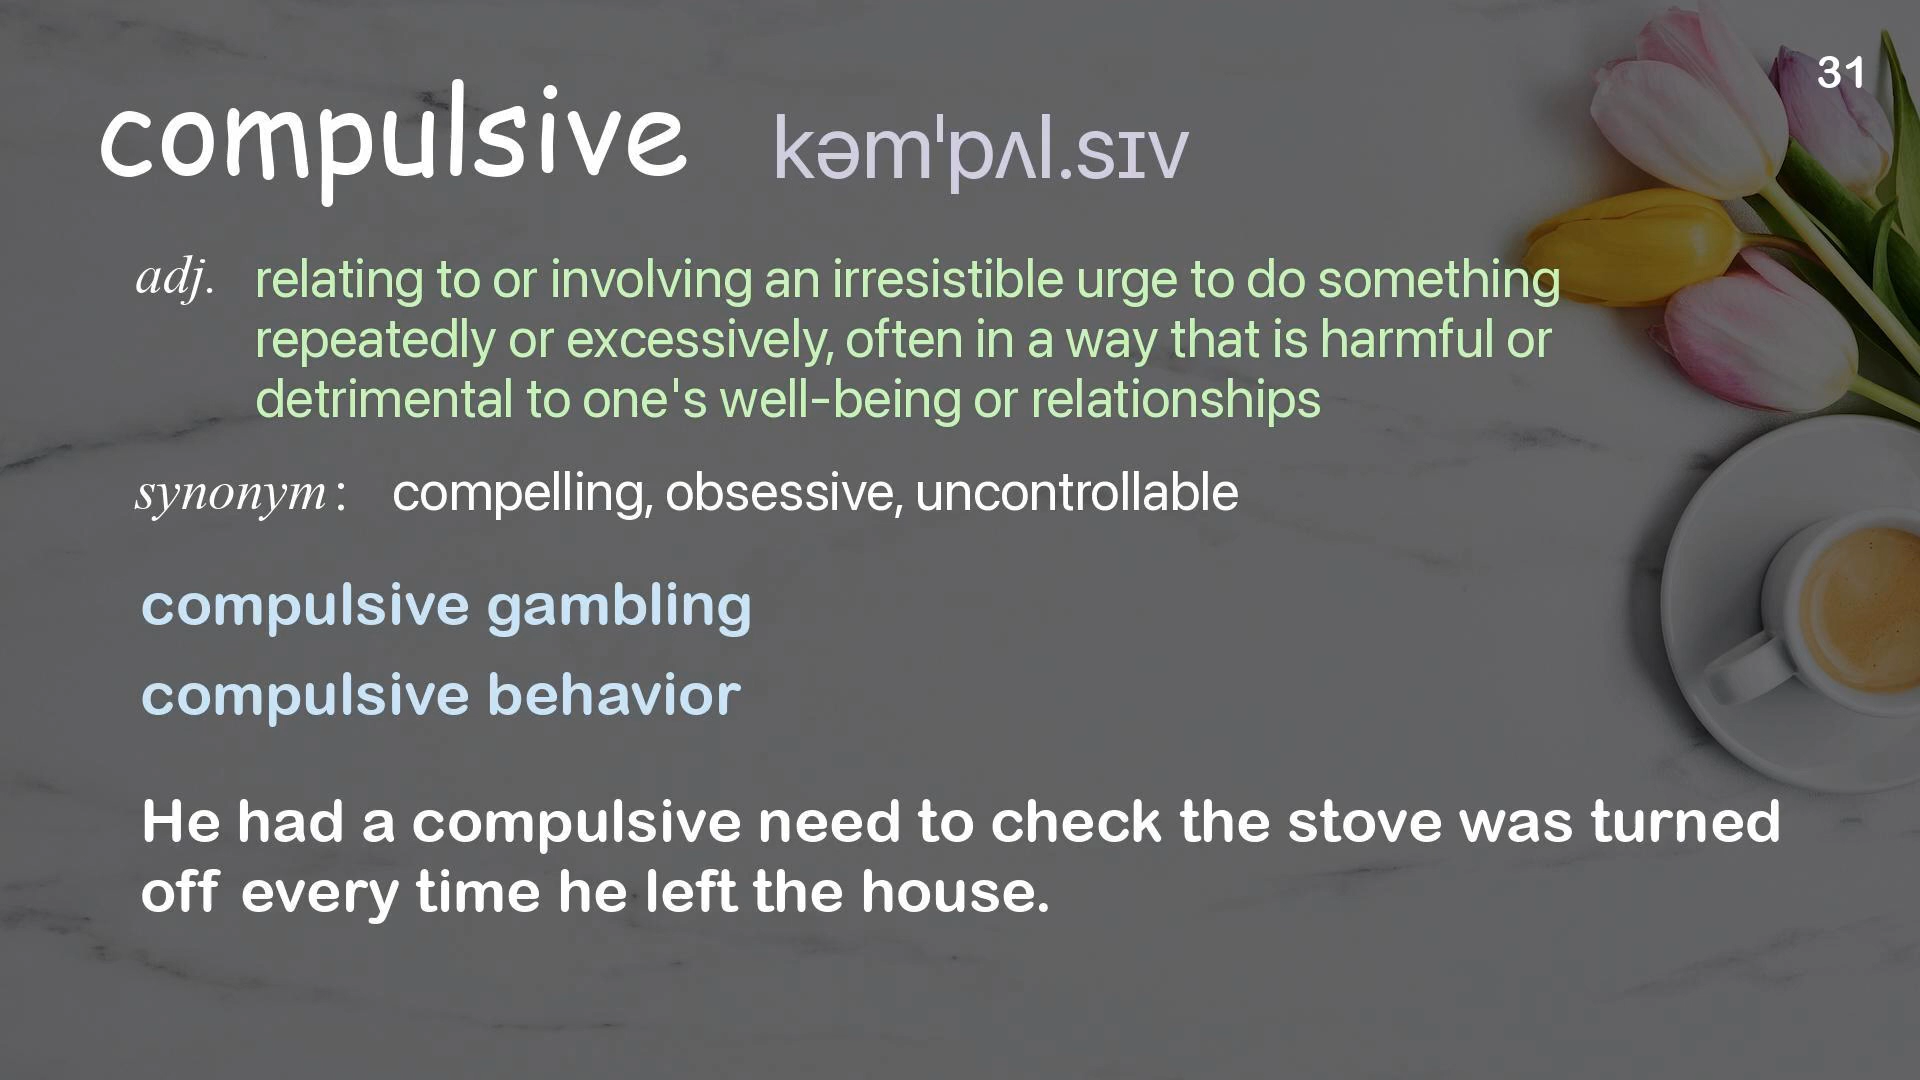 31
compulsive kəmˈpʌl.sɪv
adj. relating to or involving an irresistible urge to do something
repeatedly or excessively, often in a way that is harmful or
detrimental to one's well-being or relationships
synonym: compelling, obsessive, uncontrollable
compulsive gambling
compulsive behavior
He had a compulsive need to check the stove was turned
off every time he left the house.